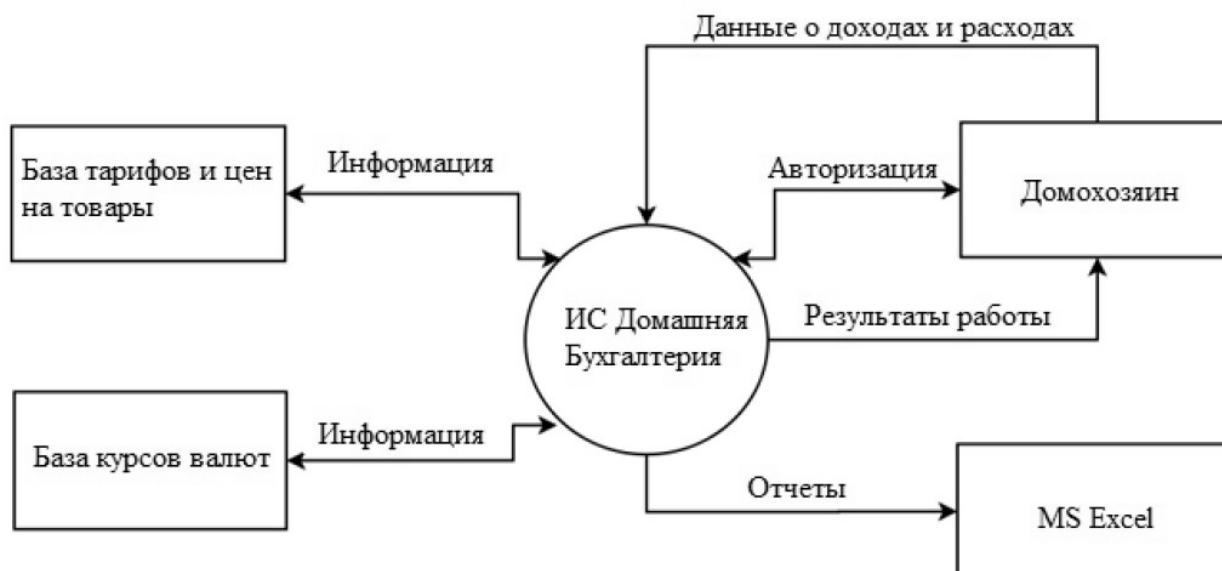 Данные о доходах и расходах
База тарифов и цен
на товары
Информация
Авторизация
Домохозяин
ИС Домашняя
Бухгалтерия
Результаты работы
База курсов валют
Информация
Отчеты
MS Excel